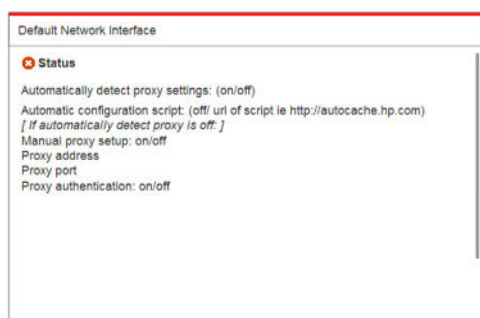 Default Network Interface
Status
Automatically detect proxy settings: (on/off)
Automatic configuration script: (off/ url of script ie http://autocache.hp.com)
[ If automatically detect proxy is off: ]
Manual proxy setup: on/off
Proxy address
Proxy port
Proxy authentication: on/off